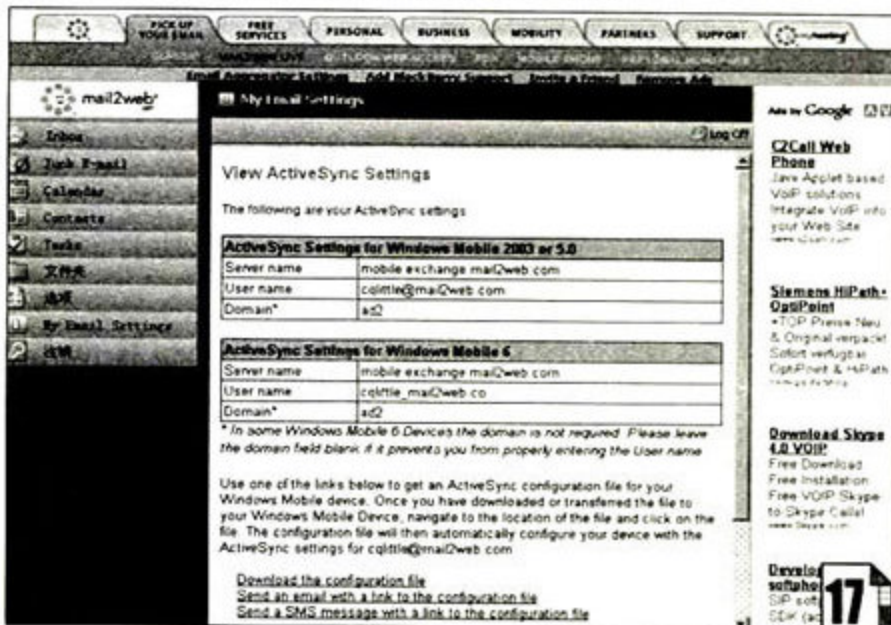 PICK UP YOUR EMAIL
FREE SERVICES
PERSONAL
BUSINESS
MOBILITY
PARTNERS
SUPPORT
Email Aggregator Settings Add BlackBerry Support Invite a Friend Remove Ads
mail2web
Inbox
Junk E-mail
Calendar
Contacts
Tasks
文件夹
选项
My Email Settings
注销
My Email Settings
Log Off
View ActiveSync Settings
The following are your ActiveSync settings
ActiveSync Settings for Windows Mobile 2003 or 5.0
Server name mobile exchange mail2web com
User name cqlittle@mail2web com
Domain* ad2
ActiveSync Settings for Windows Mobile 6
Server name mobile exchange mail2web com
User name cqlittle_mail2web co
Domain* ad2
* In some Windows Mobile 6 Devices the domain is not required Please leave
the domain field blank if it prevents you from properly entering the User name
Use one of the links below to get an ActiveSync configuration file for your
Windows Mobile device. Once you have downloaded or transferred the file to
your Windows Mobile Device, navigate to the location of the file and click on the
file. The configuration file will then automatically configure your device with the
ActiveSync settings for cqlittle@mail2web com
Download the configuration file
Send an email with a link to the configuration file
Send a SMS message with a link to the configuration file
Ads by Google
C2Call Web
Phone
Java Applet based
VoIP solutions
Integrate VoIP into
your Web Site
Siemens HiPath
OptiPoint
*TOP Preise Neu
& Original verpackt
Sofort verfügbar
OptiPoint & HiPath
Download Skype
4.0 VOIP
Free Download
Free Installation
Free VOIP Skype
to Skype Calls!
17